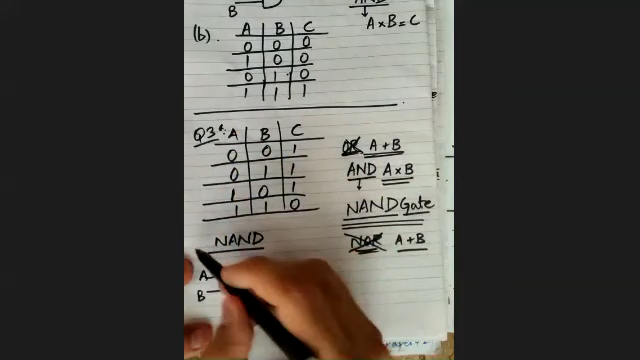 B
AND
A × B = C
(b). A B C
0 0 0
1 0 0
0 1 0
1 1 1
Q3: A B C
0 0 1
0 1 1
1 0 1
1 1 0
OR A + B
AND A × B
NAND Gate
NOR A + B
NAND
A
B